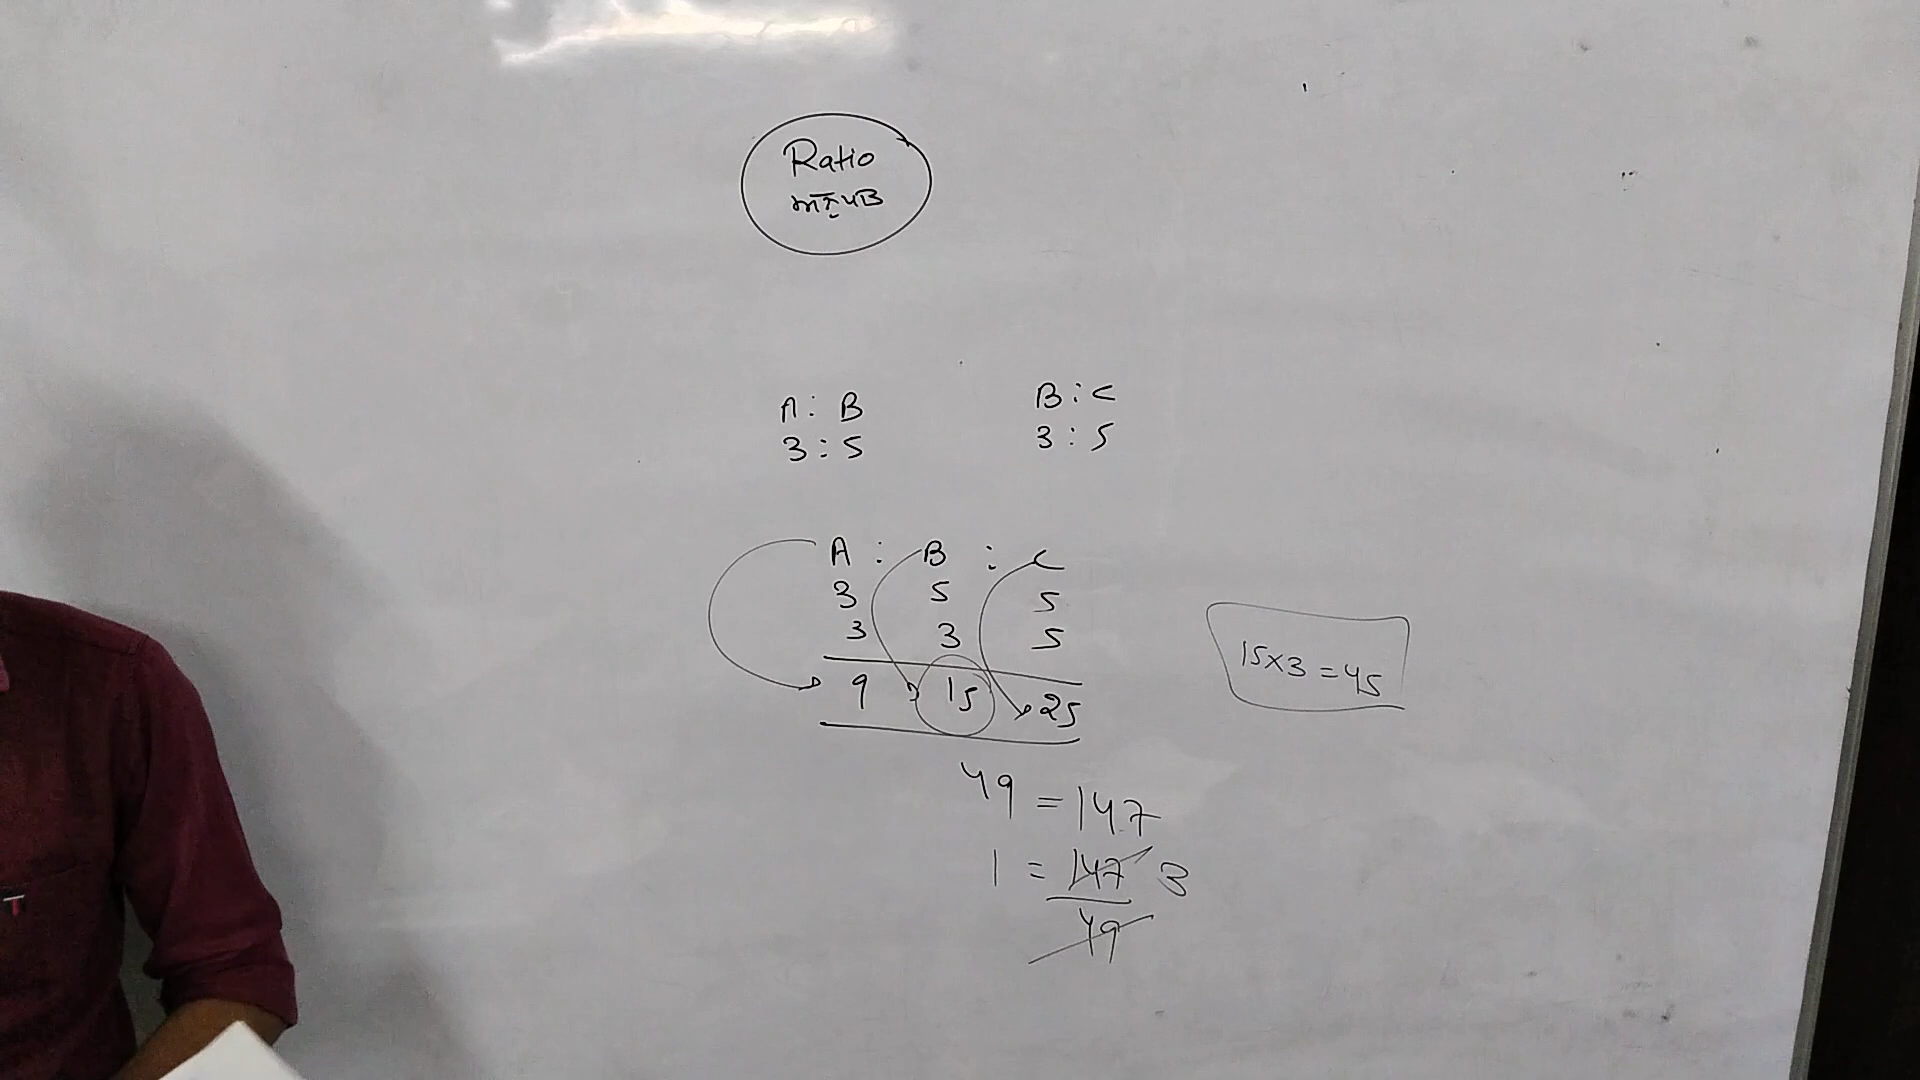 Ratio
A : B
3 : 5
B : C
3 : 5
A : B : C
3 5 5
3 3 5
9 15 25
15×3 = 45
49 = 147
1 = 147 3
49